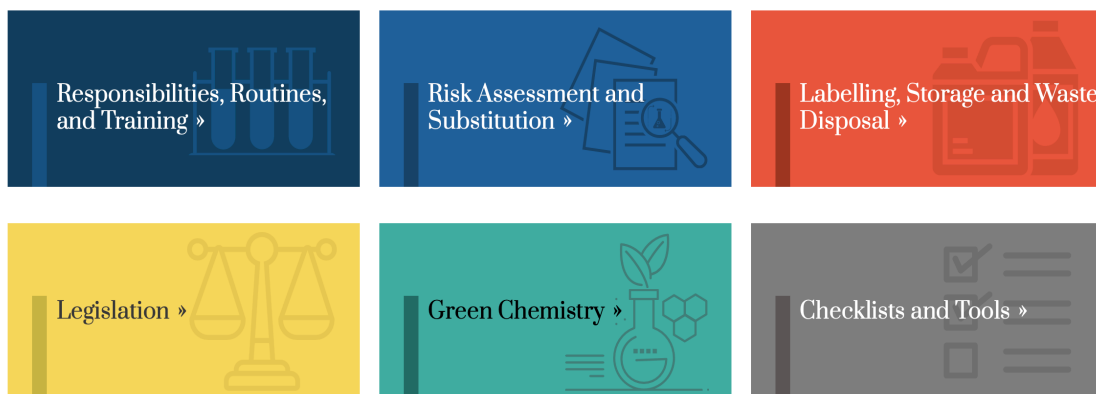 Responsibilities, Routines,
and Training »
Risk Assessment and
Substitution »
Labelling, Storage and Waste
Disposal »
Legislation »
Green Chemistry »
Checklists and Tools »